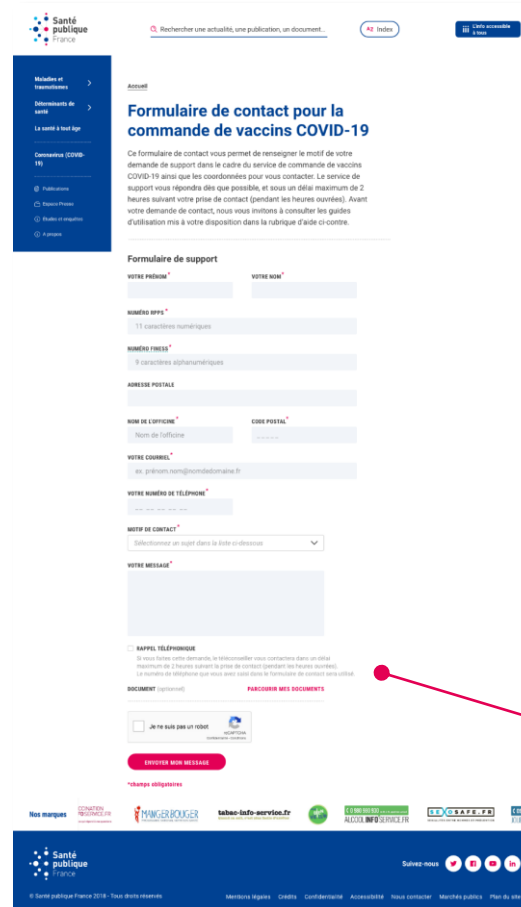 Santé
publique
France
Rechercher une actualité, une publication, un document...
AZ Index
L'info accessible
à tous
Maladies et
traumatismes
Déterminants de
santé
La santé à tout âge
Coronavirus (COVID-
19)
Publications
Espace Presse
Études et enquêtes
A propos
Accueil
Formulaire de contact pour la
commande de vaccins COVID-19
Ce formulaire de contact vous permet de renseigner le motif de votre
demande de support dans le cadre du service de commande de vaccins
COVID-19 ainsi que les coordonnées pour vous contacter. Le service de
support vous répondra dès que possible, et sous un délai maximum de 2
heures suivant votre prise de contact (pendant les heures ouvrées). Avant
votre demande de contact, nous vous invitons à consulter les guides
d'utilisation mis à votre disposition dans la rubrique d'aide ci-contre.
Formulaire de support
VOTRE PRÉNOM* VOTRE NOM*
NUMÉRO RPPS*
11 caractères numériques
NUMÉRO FINESS*
9 caractères alphanumériques
ADRESSE POSTALE
NOM DE L'OFFICINE* CODE POSTAL*
Nom de l'officine _____
VOTRE COURRIEL*
ex. prénom.nom@nomdedomaine.fr
VOTRE NUMÉRO DE TÉLÉPHONE*
__ __ __ __ __
MOTIF DE CONTACT*
Sélectionnez un sujet dans la liste ci-dessous
VOTRE MESSAGE*
RAPPEL TÉLÉPHONIQUE
Si vous faites cette demande, le téléconseiller vous contactera dans un délai
maximum de 2 heures suivant la prise de contact (pendant les heures ouvrées).
Le numéro de téléphone que vous avez saisi dans le formulaire de contact sera utilisé.
DOCUMENT (optionnel) PARCOURIR MES DOCUMENTS
Je ne suis pas un robot
reCAPTCHA
ENVOYER MON MESSAGE
*champs obligatoires
Nos marques
MANGERBOUGER
tabac-info-service.fr
ALCOOL INFO SERVICE.FR
Santé
publique
France
Suivez-nous
© Santé publique France 2018 - Tous droits réservés
Mentions légales Crédits Confidentialité Accessibilité Nous contacter Marchés publics Plan du site